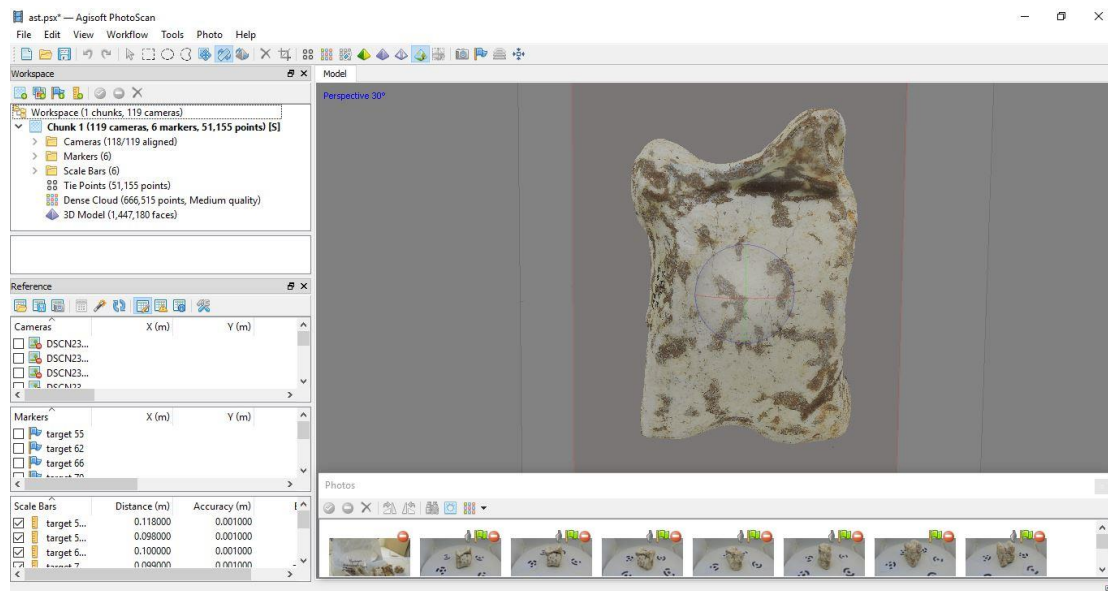 ast.psx* — Agisoft PhotoScan
File Edit View Workflow Tools Photo Help
Workspace
Model
Workspace (1 chunks, 119 cameras)
Chunk 1 (119 cameras, 6 markers, 51,155 points) [S]
Cameras (118/119 aligned)
Markers (6)
Scale Bars (6)
Tie Points (51,155 points)
Dense Cloud (666,515 points, Medium quality)
3D Model (1,447,180 faces)
Perspective 30°
Reference
Cameras X (m) Y (m)
DSCN23...
DSCN23...
DSCN23...
DSCN23
Markers X (m) Y (m)
target 55
target 62
target 66
target 70
Scale Bars Distance (m) Accuracy (m)
target 5... 0.118000 0.001000
target 5... 0.098000 0.001000
target 6... 0.100000 0.001000
target 7 0.099000 0.001000
Photos